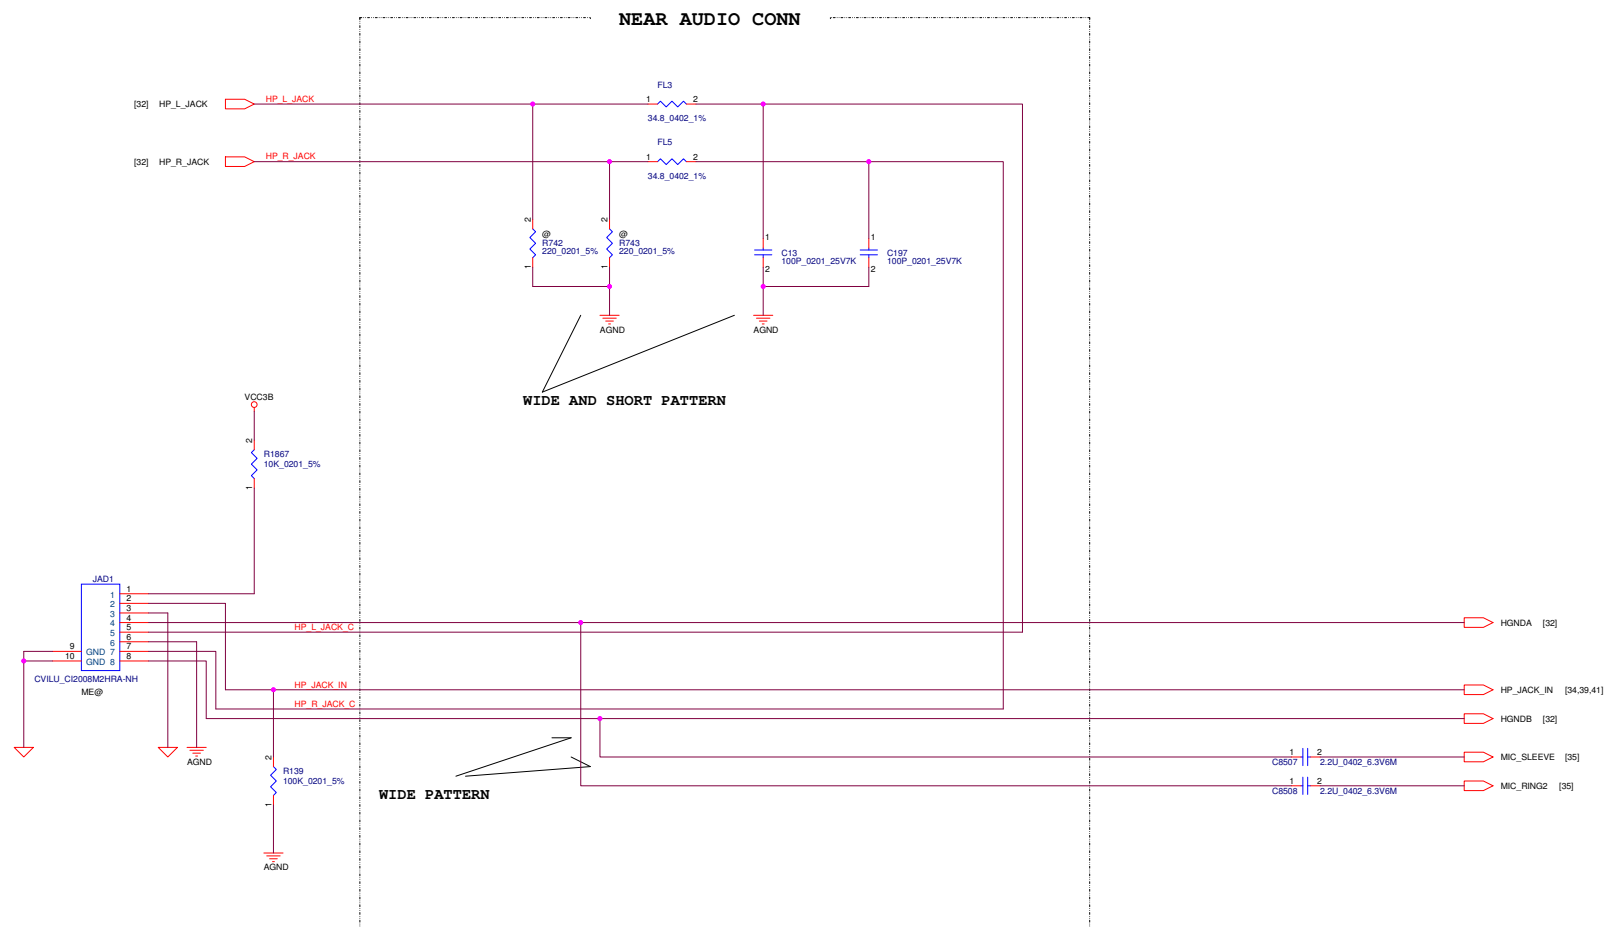 NEAR AUDIO CONN
FL3
[32] HP_L_JACK
HP_L_JACK
1 2
34.8_0402_1%
FL5
[32] HP_R_JACK
HP_R_JACK
1 2
34.8_0402_1%
2
@
R742
220_0201_5%
1
2
@
R743
220_0201_5%
1
1
C13
100P_0201_25V7K
2
1
C197
100P_0201_25V7K
2
AGND
AGND
WIDE AND SHORT PATTERN
VCC3B
2
R1867
10K_0201_5%
1
JAD1
1 1
2 2
3 3
4 4
5 5
6 6
9 GND 7 7
10 GND 8 8
CVILU_CI2008M2HRA-NH
ME@
HP_L_JACK_C
HGNDA [32]
HP_JACK_IN
HP_JACK_IN [34,39,41]
HP_R_JACK_C
HGNDB [32]
AGND
2
R139
100K_0201_5%
1
AGND
WIDE PATTERN
1 2
C8507 2.2U_0402_6.3V6M
MIC_SLEEVE [35]
1 2
C8508 2.2U_0402_6.3V6M
MIC_RING2 [35]